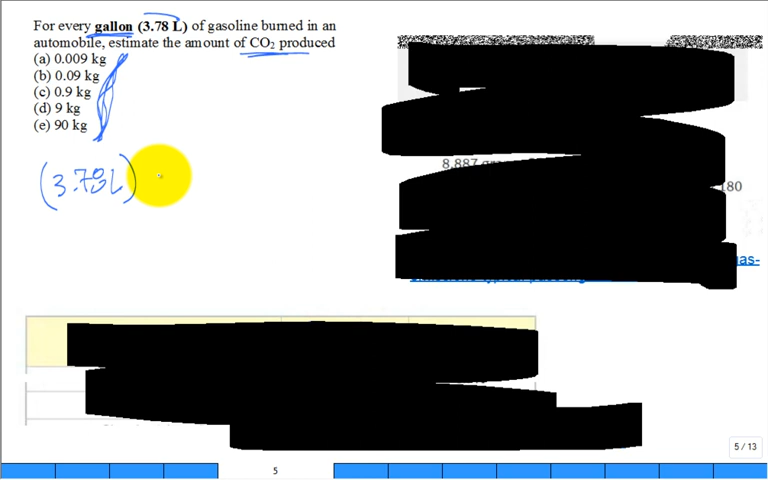 For every gallon (3.78 L) of gasoline burned in an
automobile, estimate the amount of CO₂ produced
(a) 0.009 kg
(b) 0.09 kg
(c) 0.9 kg
(d) 9 kg
(e) 90 kg
(3.78L)
8,887
180
as-
5 / 13
5